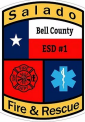 Salado
Bell County
ESD #1
Fire & Rescue